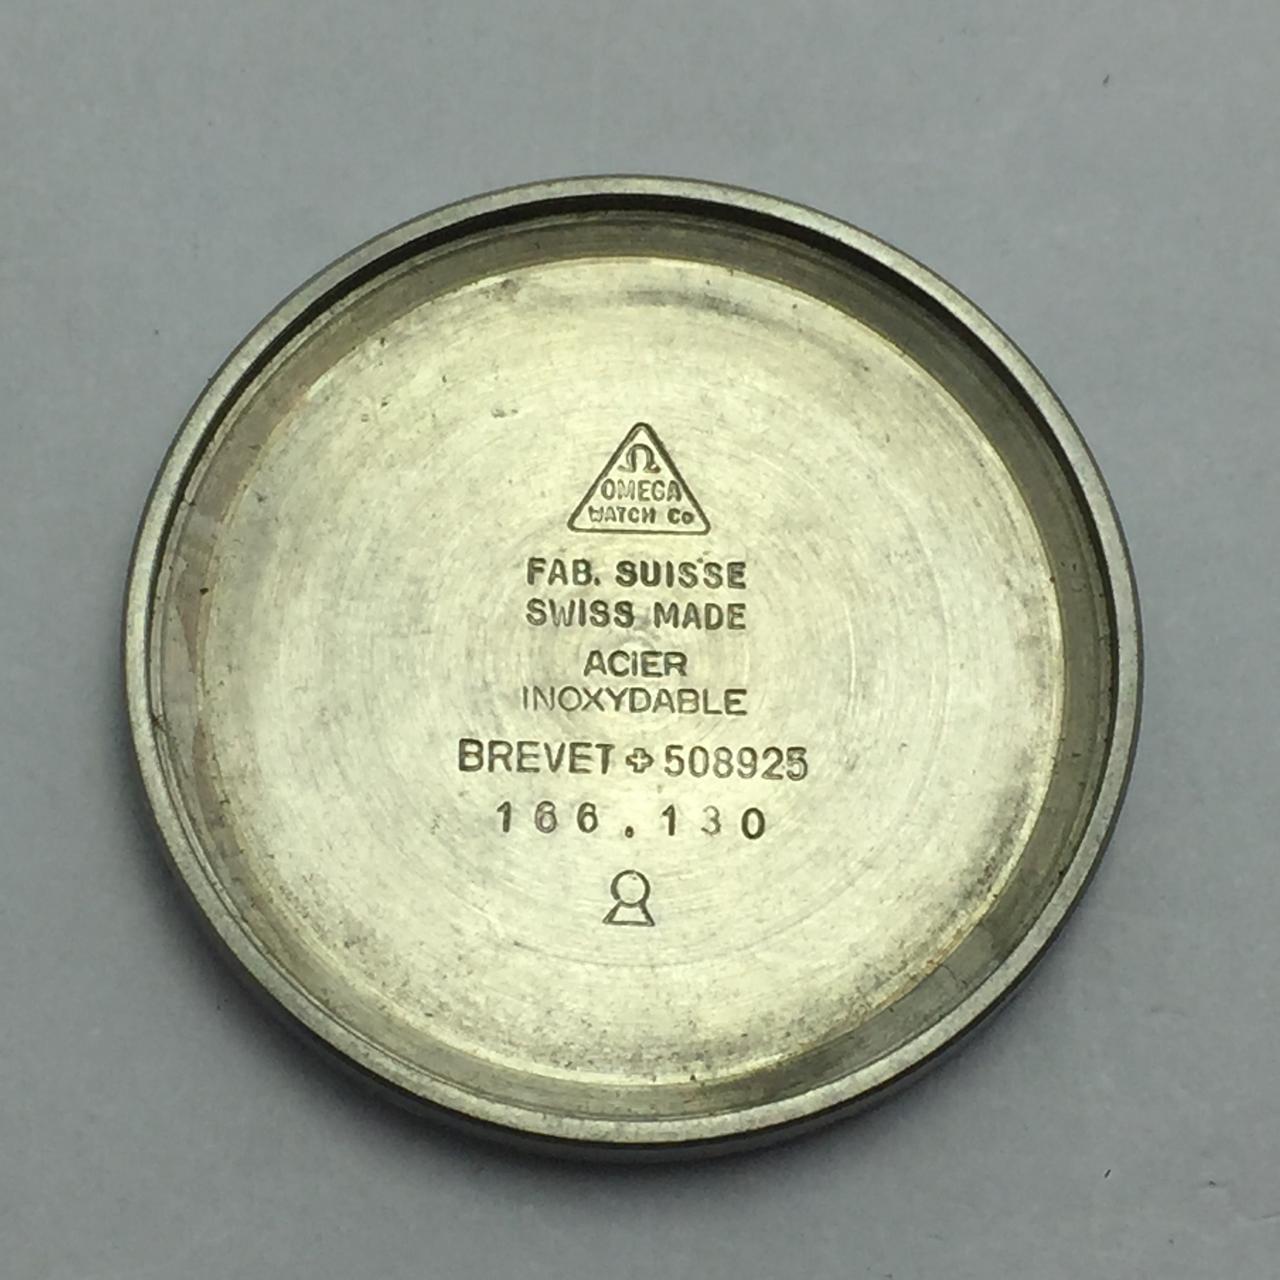 Ω
OMEGA
WATCH Co
FAB. SUISSE
SWISS MADE
ACIER
INOXYDABLE
BREVET ✚ 508925
166.130